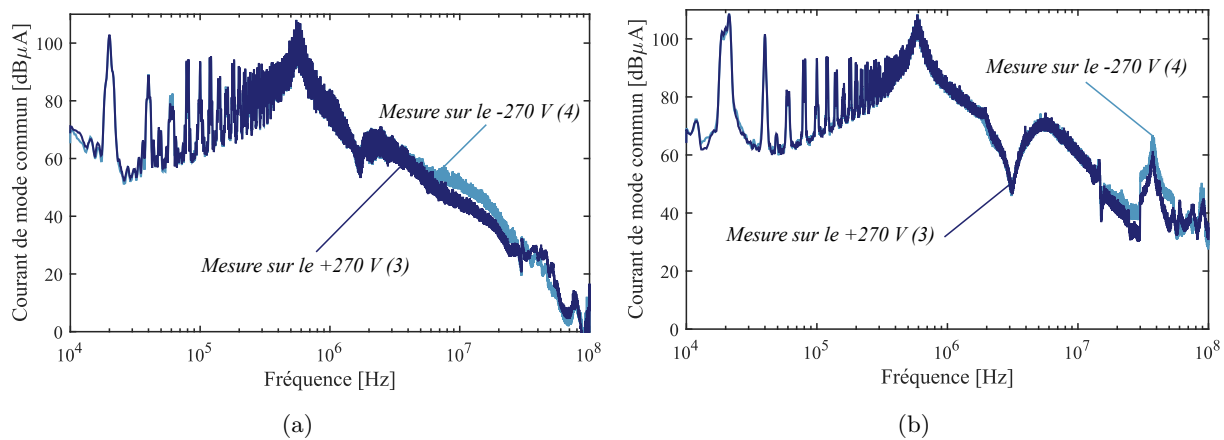 Courant de mode commun [dBμA]
100
80
60
40
20
0
Mesure sur le -270 V (4)
Mesure sur le +270 V (3)
10^4
10^5
10^6
10^7
10^8
Fréquence [Hz]
(a)
Courant de mode commun [dBμA]
100
80
60
40
20
0
Mesure sur le -270 V (4)
Mesure sur le +270 V (3)
10^4
10^5
10^6
10^7
10^8
Fréquence [Hz]
(b)